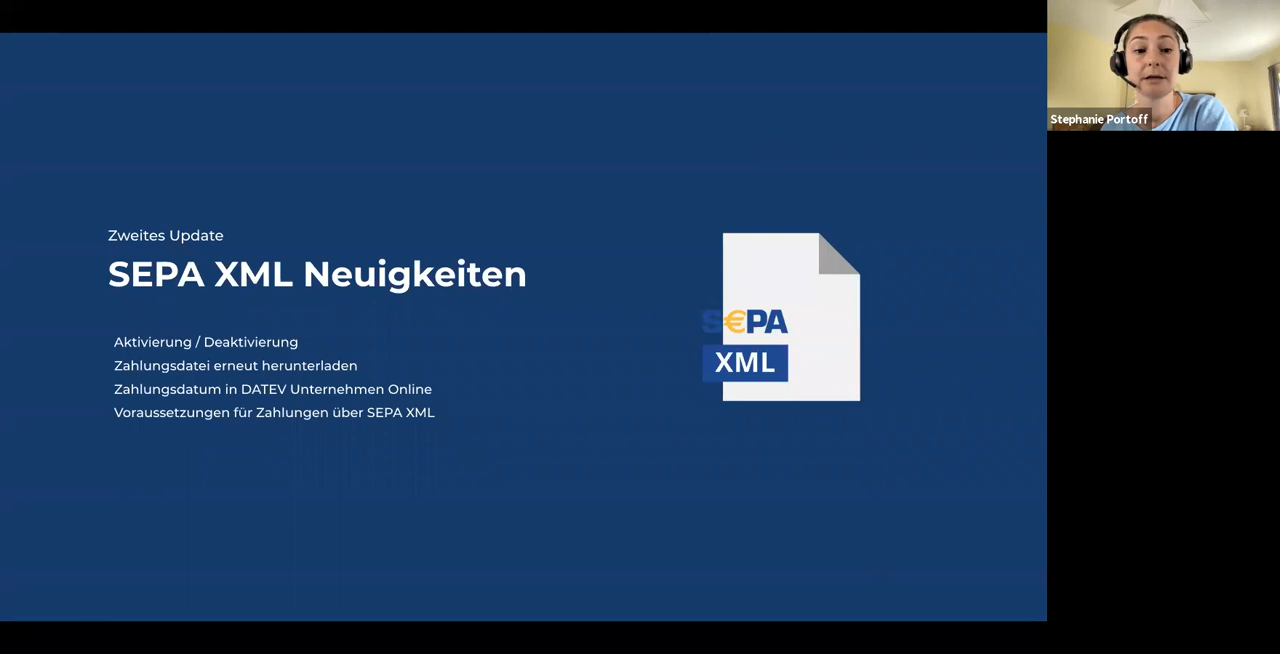 Zweites Update
SEPA XML Neuigkeiten
Aktivierung / Deaktivierung
Zahlungsdatei erneut herunterladen
Zahlungsdatum in DATEV Unternehmen Online
Voraussetzungen für Zahlungen über SEPA XML
S€PA
XML
Stephanie Portoff